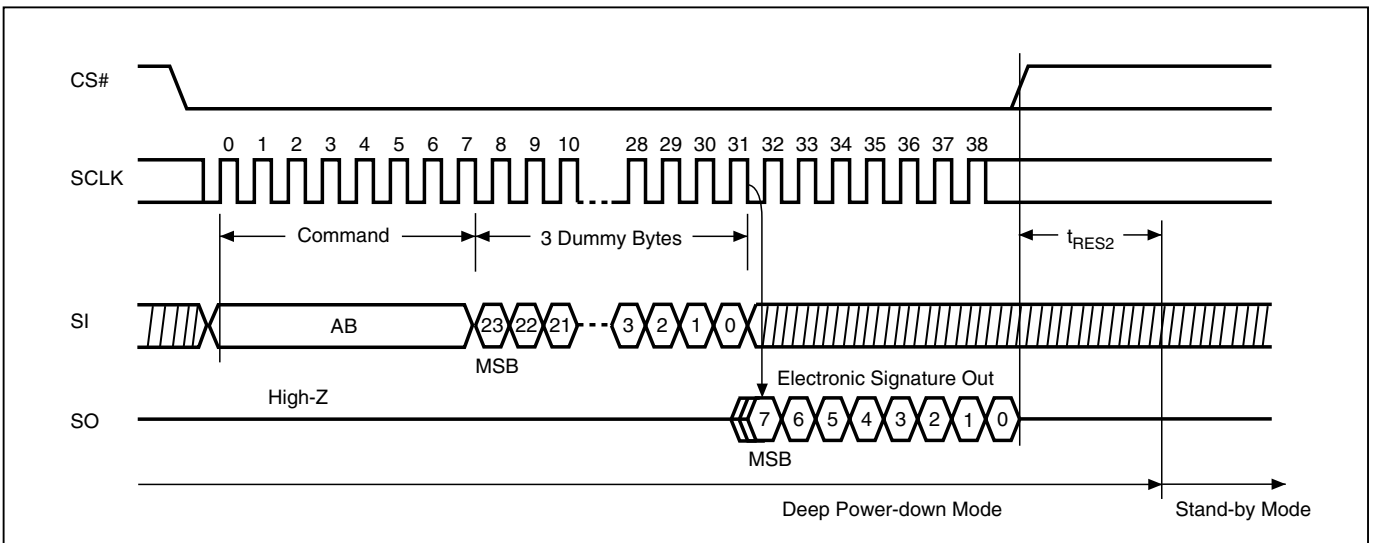 CS#
0 1 2 3 4 5 6 7 8 9 10 28 29 30 31 32 33 34 35 36 37 38
SCLK
Command 3 Dummy Bytes tRES2
SI AB 23 22 21 3 2 1 0
MSB
High-Z Electronic Signature Out
SO 7 6 5 4 3 2 1 0
MSB
Deep Power-down Mode Stand-by Mode